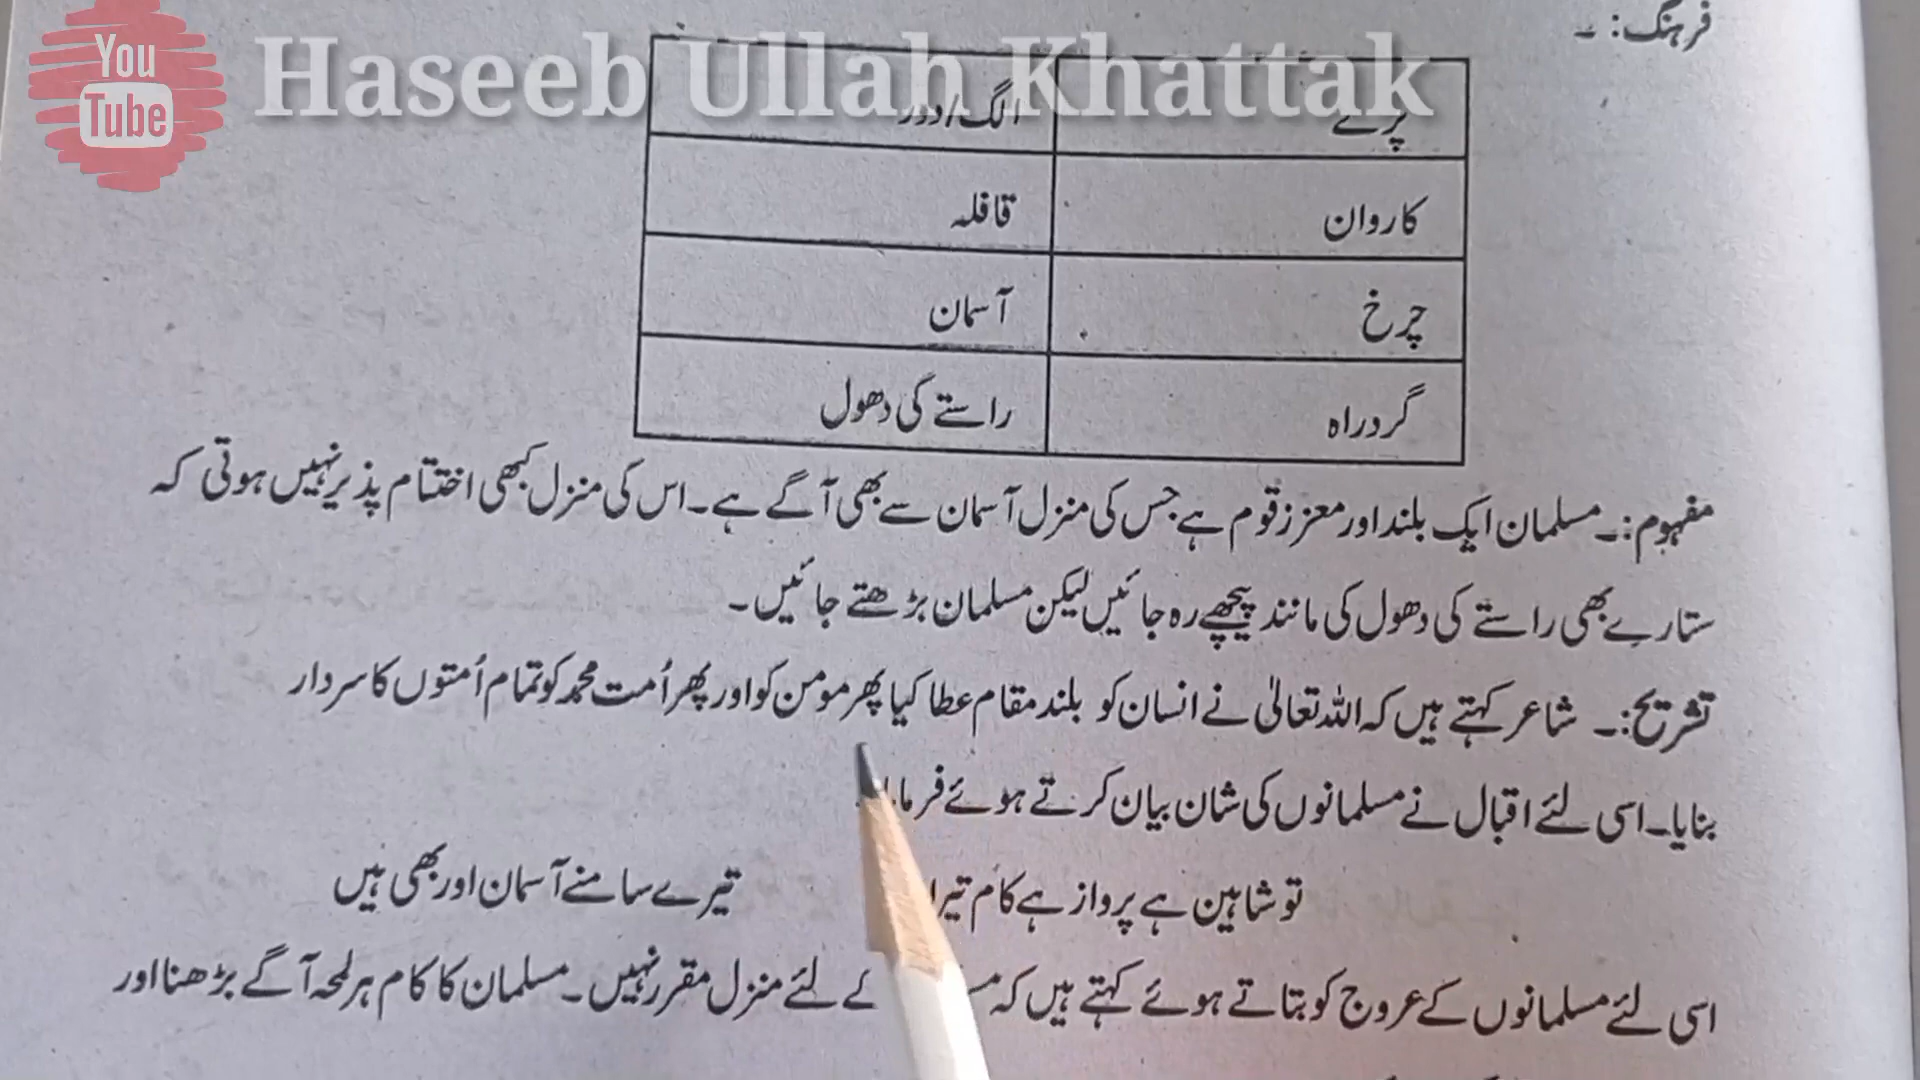 You
Tube
Haseeb Ullah Khattak
فرہنگ:۔
پرے الگ/دور
کاروان قافلہ
چرخ آسمان
گردراہ راستے کی دھول
مفہوم:۔ مسلمان ایک بلند اور معزز قوم ہے جس کی منزل آسمان سے بھی آگے ہے۔ اس کی منزل کبھی اختتام پذیر نہیں ہوتی کہ
ستارے بھی راستے کی دھول کی مانند پیچھے رہ جائیں لیکن مسلمان بڑھتے جائیں۔
تشریح:۔ شاعر کہتے ہیں کہ اللہ تعالیٰ نے انسان کو بلند مقام عطا کیا پھر مومن کو اور پھر اُمت محمد کو تمام اُمتوں کا سردار
بنایا۔ اسی لئے اقبال نے مسلمانوں کی شان بیان کرتے ہوئے
تو شاہین ہے پرواز ہے کام تیرا تیرے سامنے آسمان اور بھی ہیں
اسی لئے مسلمانوں کے عروج کو بتاتے ہوئے کہتے ہیں کہ کے لئے منزل مقرر نہیں۔ مسلمان کا کام ہر لمحہ آگے بڑھنا اور